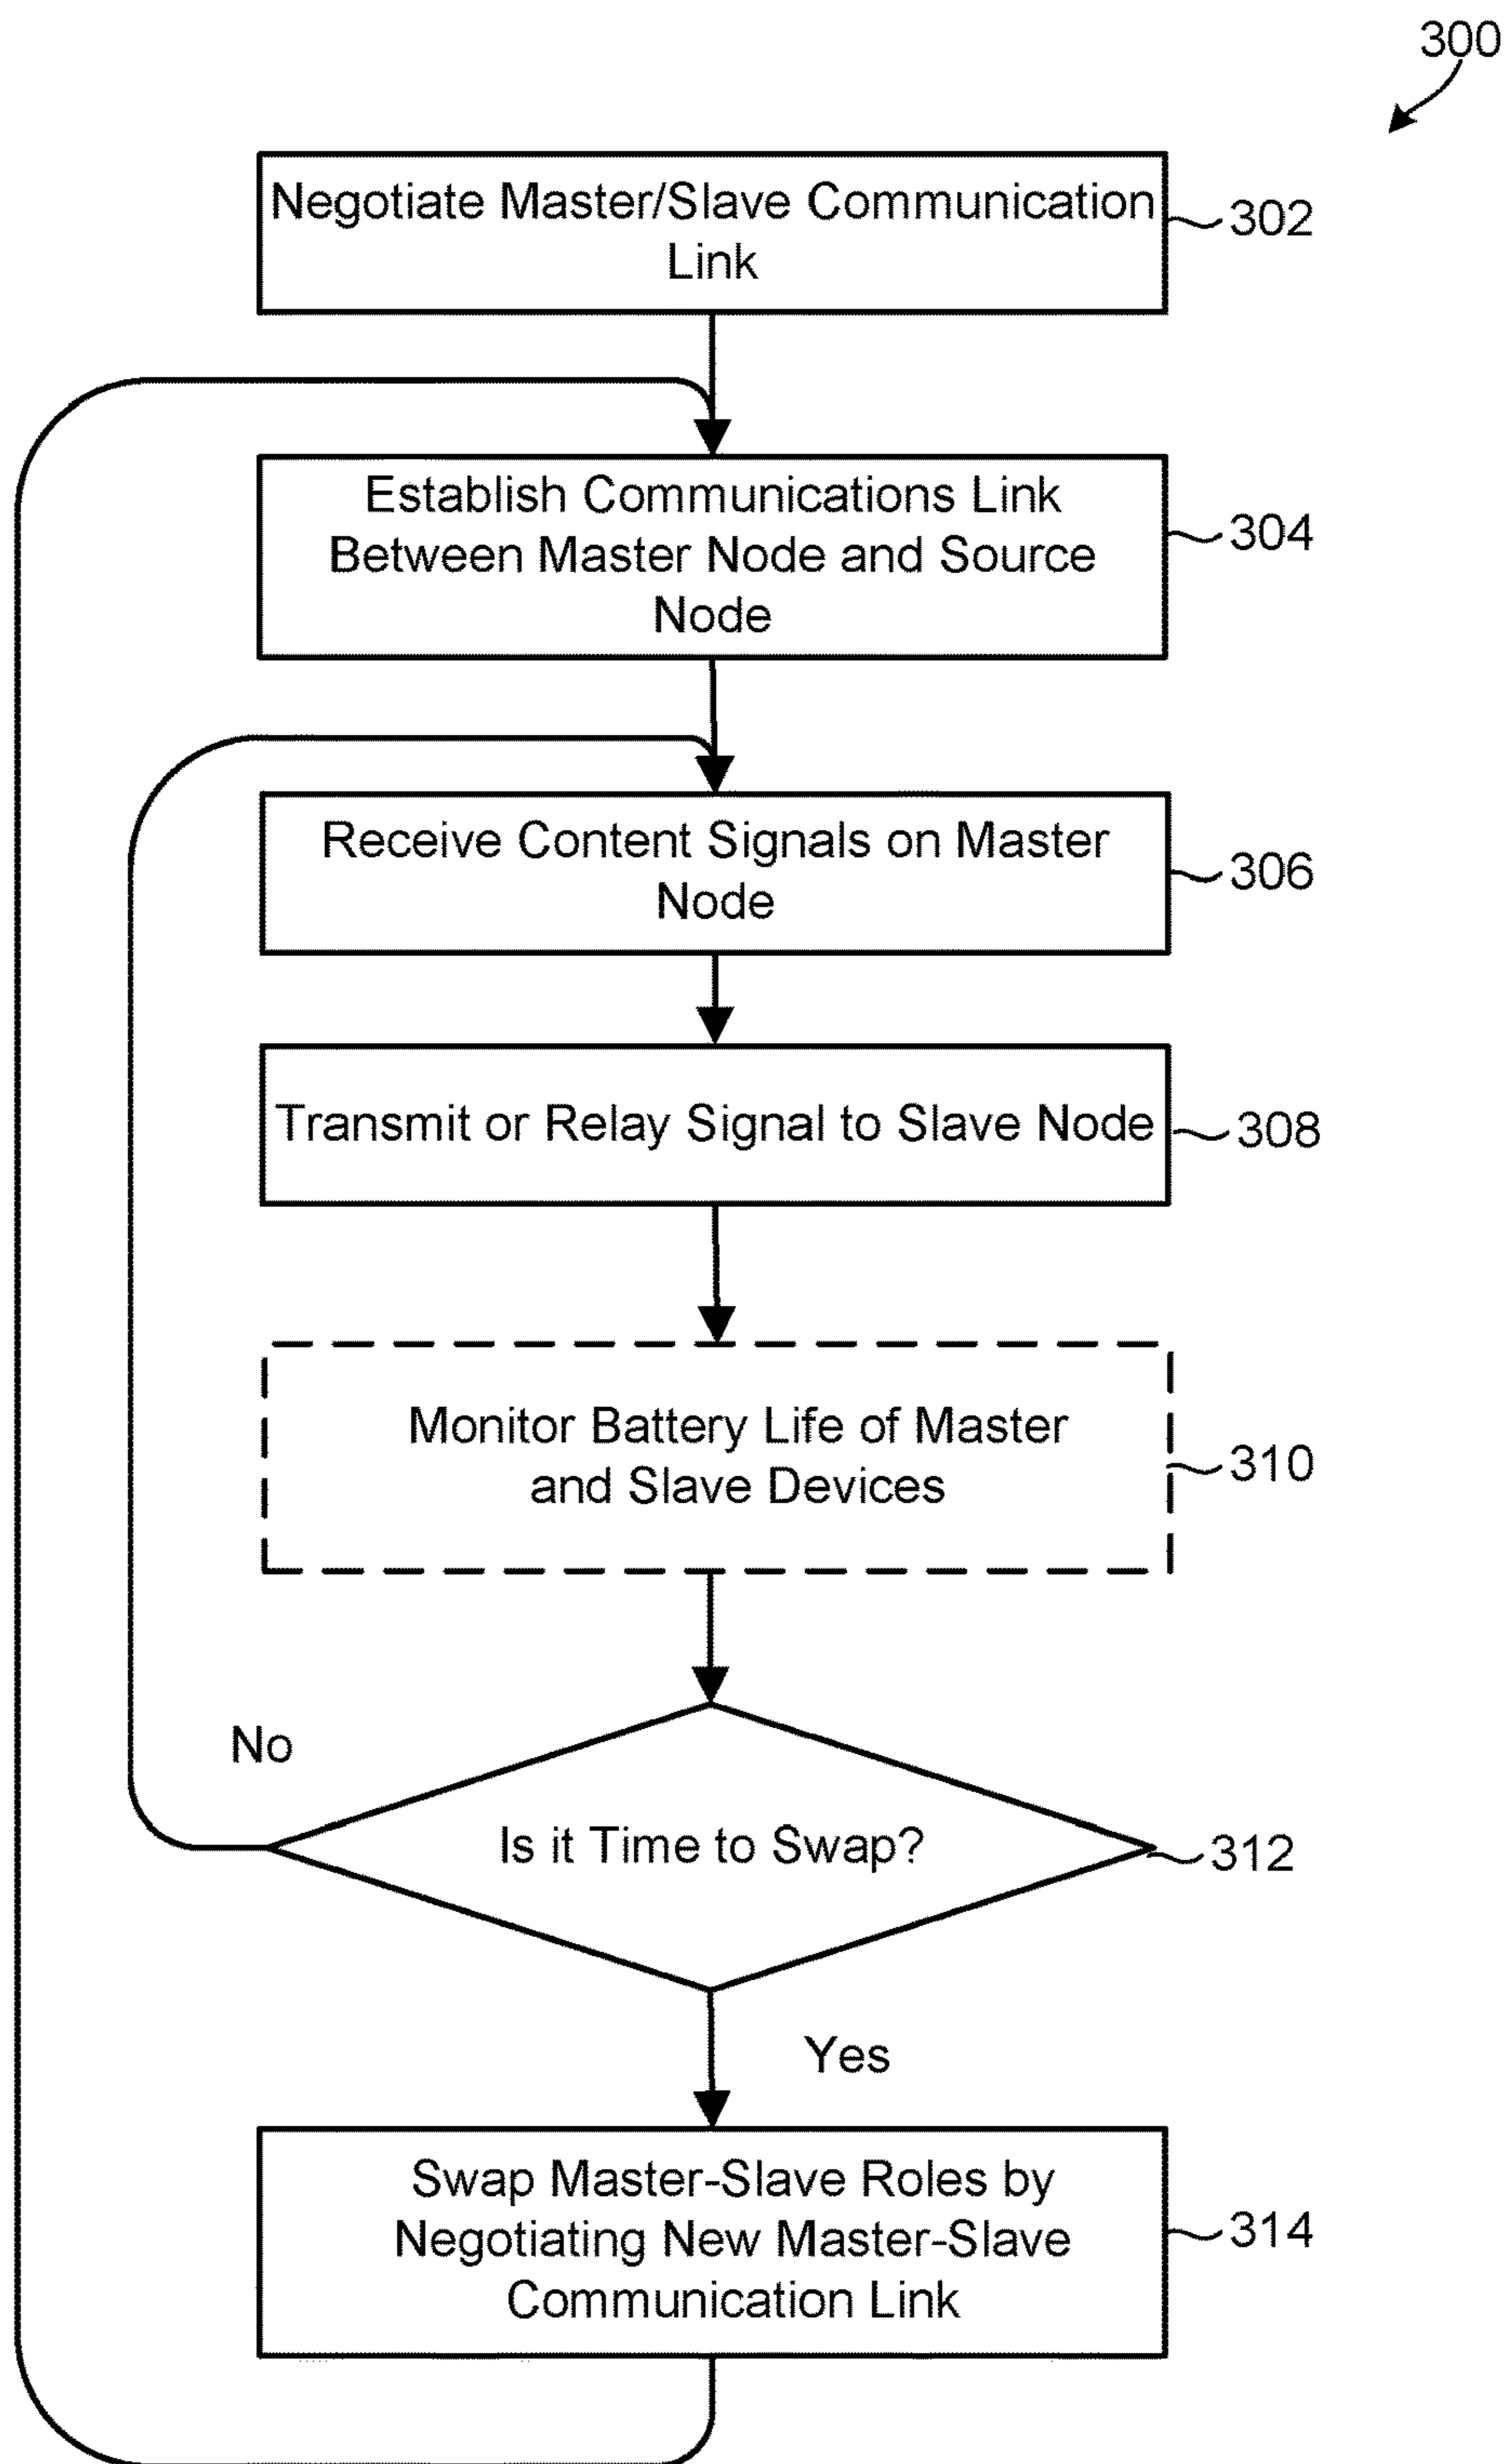 300
Negotiate Master/Slave Communication
Link
302
Establish Communications Link
Between Master Node and Source
Node
304
Receive Content Signals on Master
Node
306
Transmit or Relay Signal to Slave Node
308
Monitor Battery Life of Master
and Slave Devices
310
No
Is it Time to Swap?
312
Yes
Swap Master-Slave Roles by
Negotiating New Master-Slave
Communication Link
314